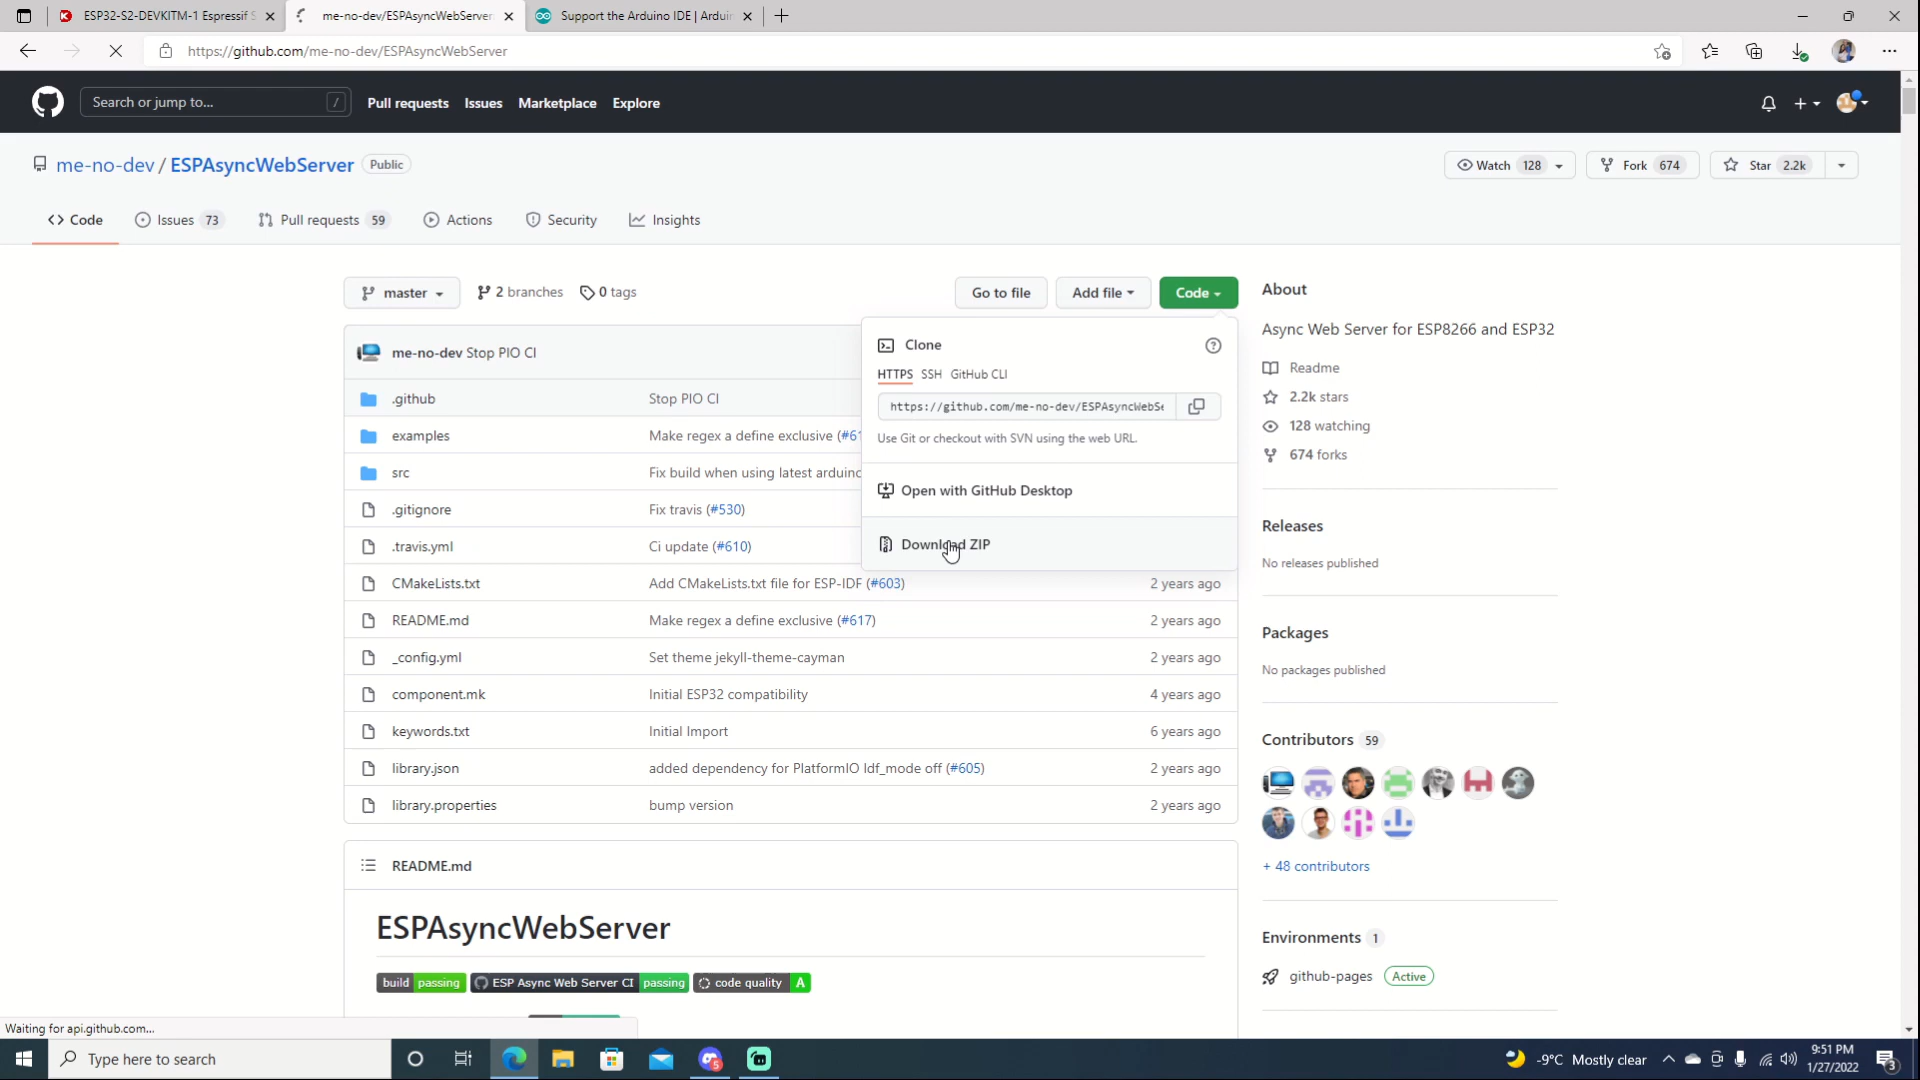 ESP32-S2-DEVKITM-1 Espressif S
me-no-dev/ESPAsyncWebServer
Support the Arduino IDE | Arduin
https://github.com/me-no-dev/ESPAsyncWebServer
Search or jump to...
/
Pull requests
Issues
Marketplace
Explore
me-no-dev / ESPAsyncWebServer
Public
Watch 128
Fork 674
Star 2.2k
Code
Issues 73
Pull requests 59
Actions
Security
Insights
master
2 branches
0 tags
Go to file
Add file
Code
Clone
HTTPS SSH GitHub CLI
https://github.com/me-no-dev/ESPAsyncWebSe
Use Git or checkout with SVN using the web URL.
Open with GitHub Desktop
Download ZIP
me-no-dev Stop PIO CI
.github Stop PIO CI
examples Make regex a define exclusive (#61
src Fix build when using latest arduino
.gitignore Fix travis (#530)
.travis.yml Ci update (#610)
CMakeLists.txt Add CMakeLists.txt file for ESP-IDF (#603) 2 years ago
README.md Make regex a define exclusive (#617) 2 years ago
_config.yml Set theme jekyll-theme-cayman 2 years ago
component.mk Initial ESP32 compatibility 4 years ago
keywords.txt Initial Import 6 years ago
library.json added dependency for PlatformIO Idf_mode off (#605) 2 years ago
library.properties bump version 2 years ago
README.md
ESPAsyncWebServer
build passing
ESP Async Web Server CI passing
code quality A
About
Async Web Server for ESP8266 and ESP32
Readme
2.2k stars
128 watching
674 forks
Releases
No releases published
Packages
No packages published
Contributors 59
+ 48 contributors
Environments 1
github-pages Active
Waiting for api.github.com...
Type here to search
-9°C Mostly clear
9:51 PM
1/27/2022
3